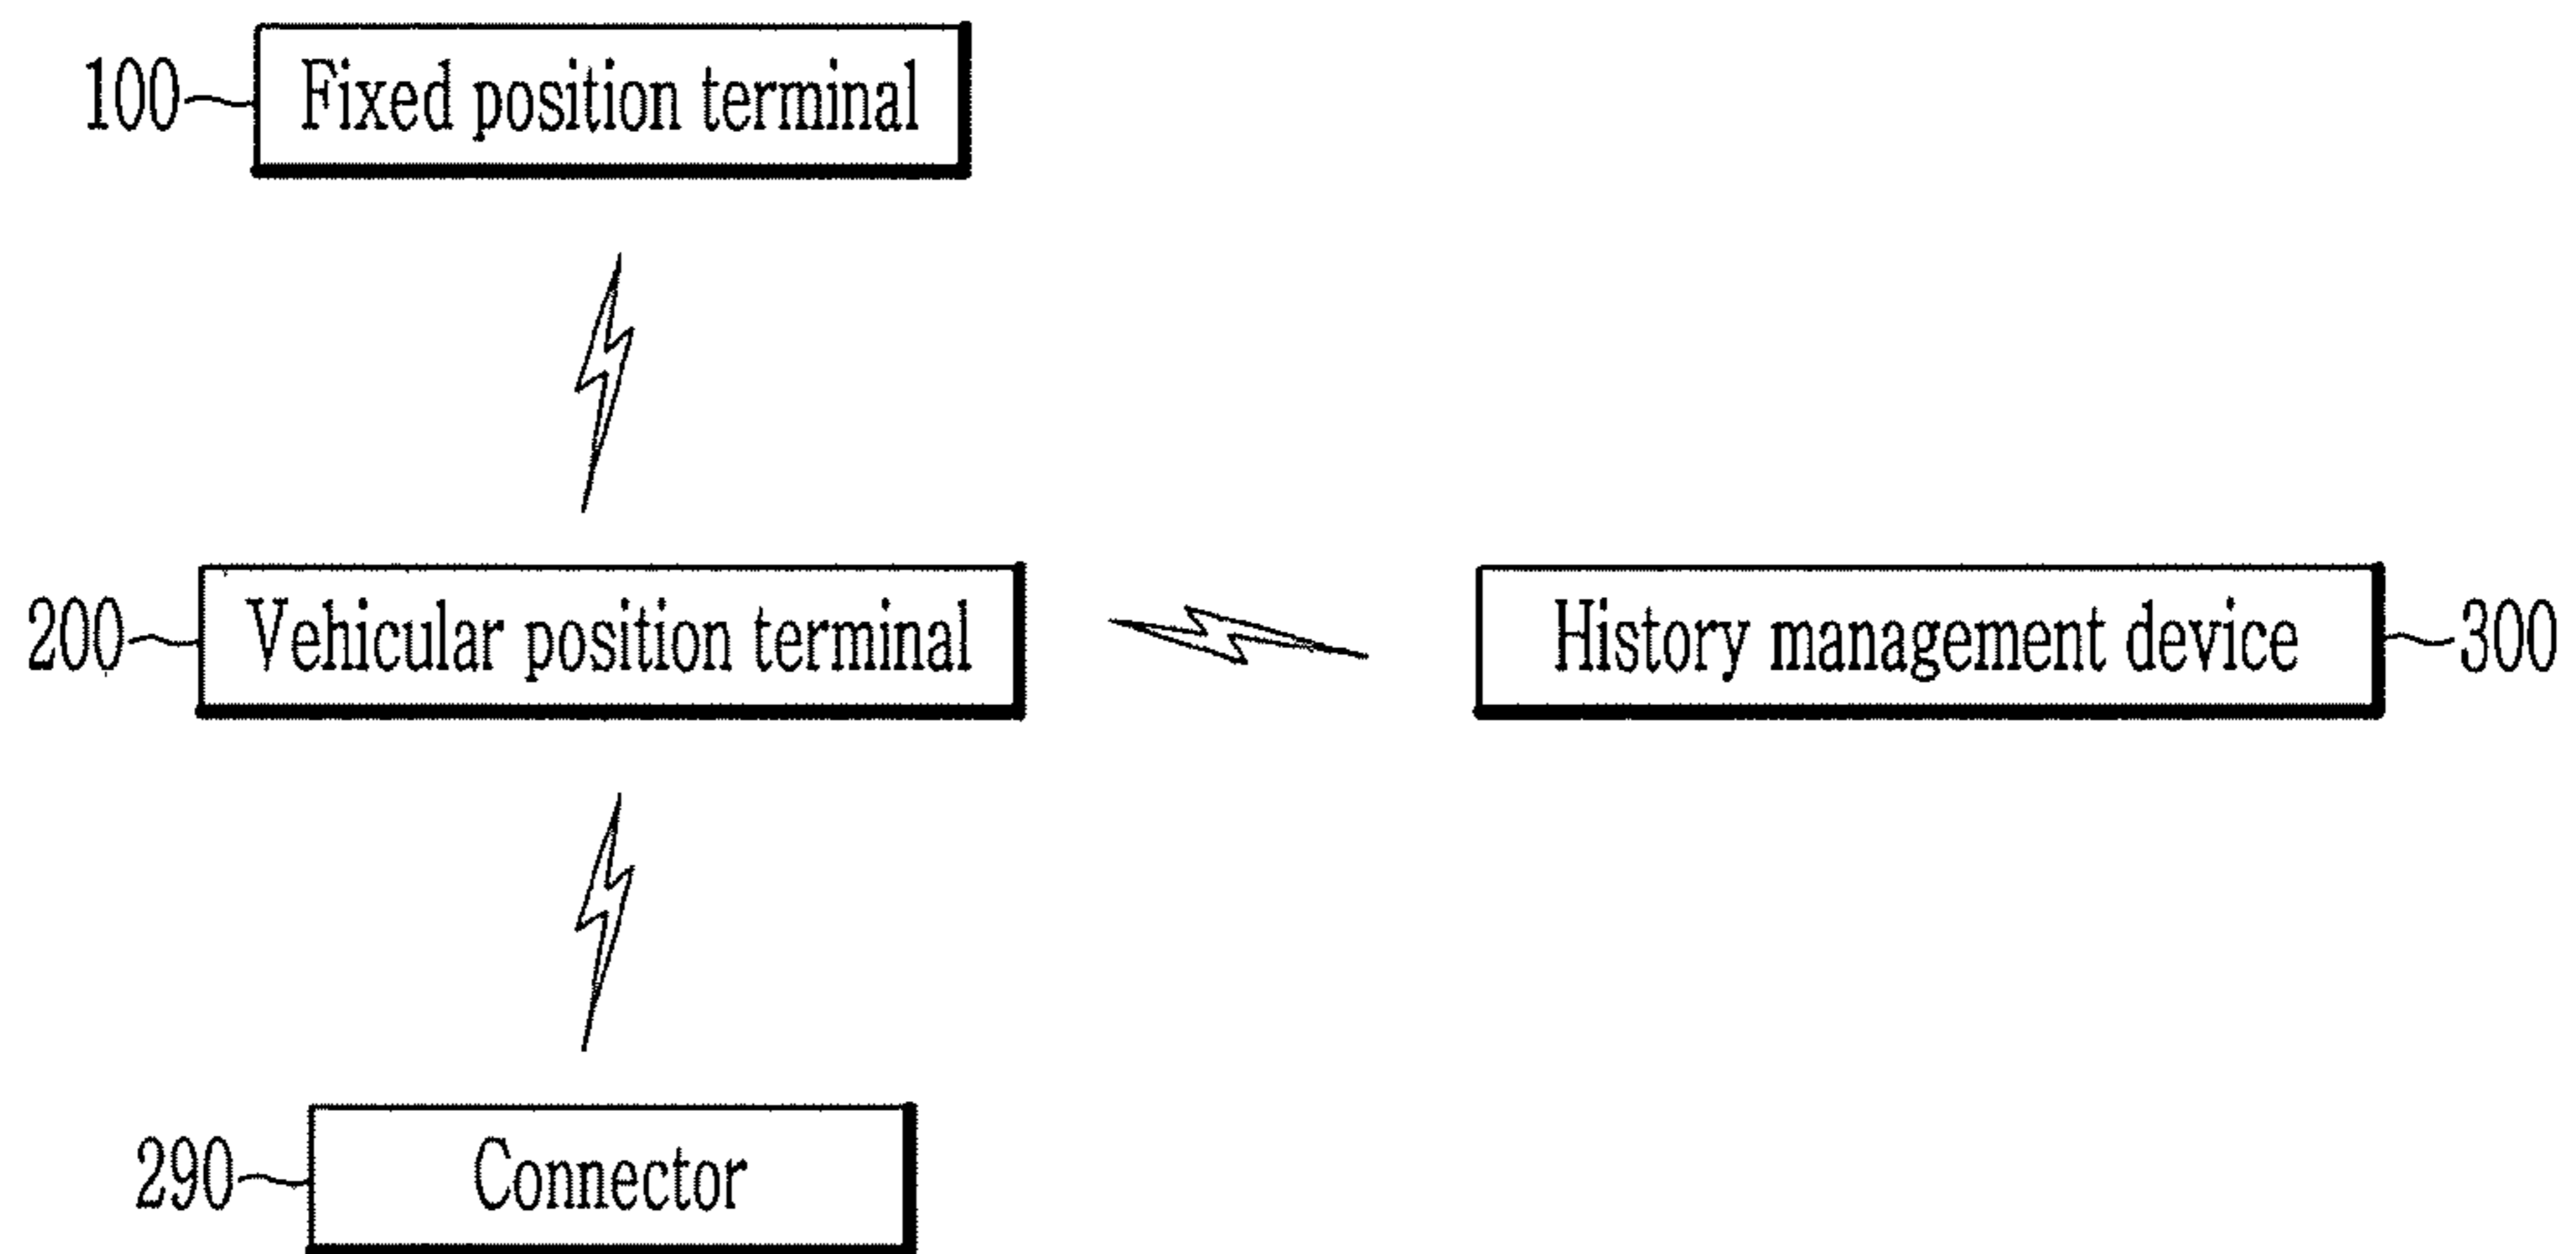 100 Fixed position terminal
200 Vehicular position terminal
History management device 300
290 Connector